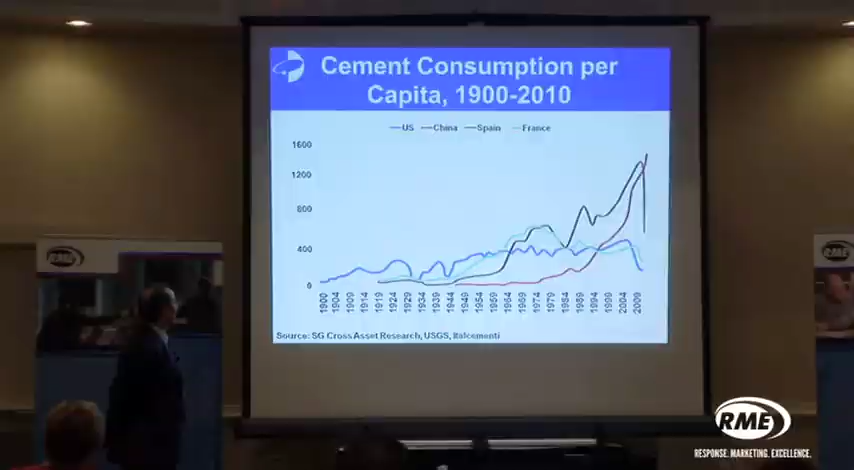 Cement Consumption per
Capita, 1900-2010
US China Spain France
1600
1200
800
400
0
1900 1904 1909 1914 1919 1924 1929 1934 1939 1944 1949 1954 1959 1964 1969 1974 1979 1984 1989 1994 1999 2004 2009
Source: SG Cross Asset Research, USGS, Italcementi
RME
RME
RME
RESPONSE. MARKETING. EXCELLENCE.